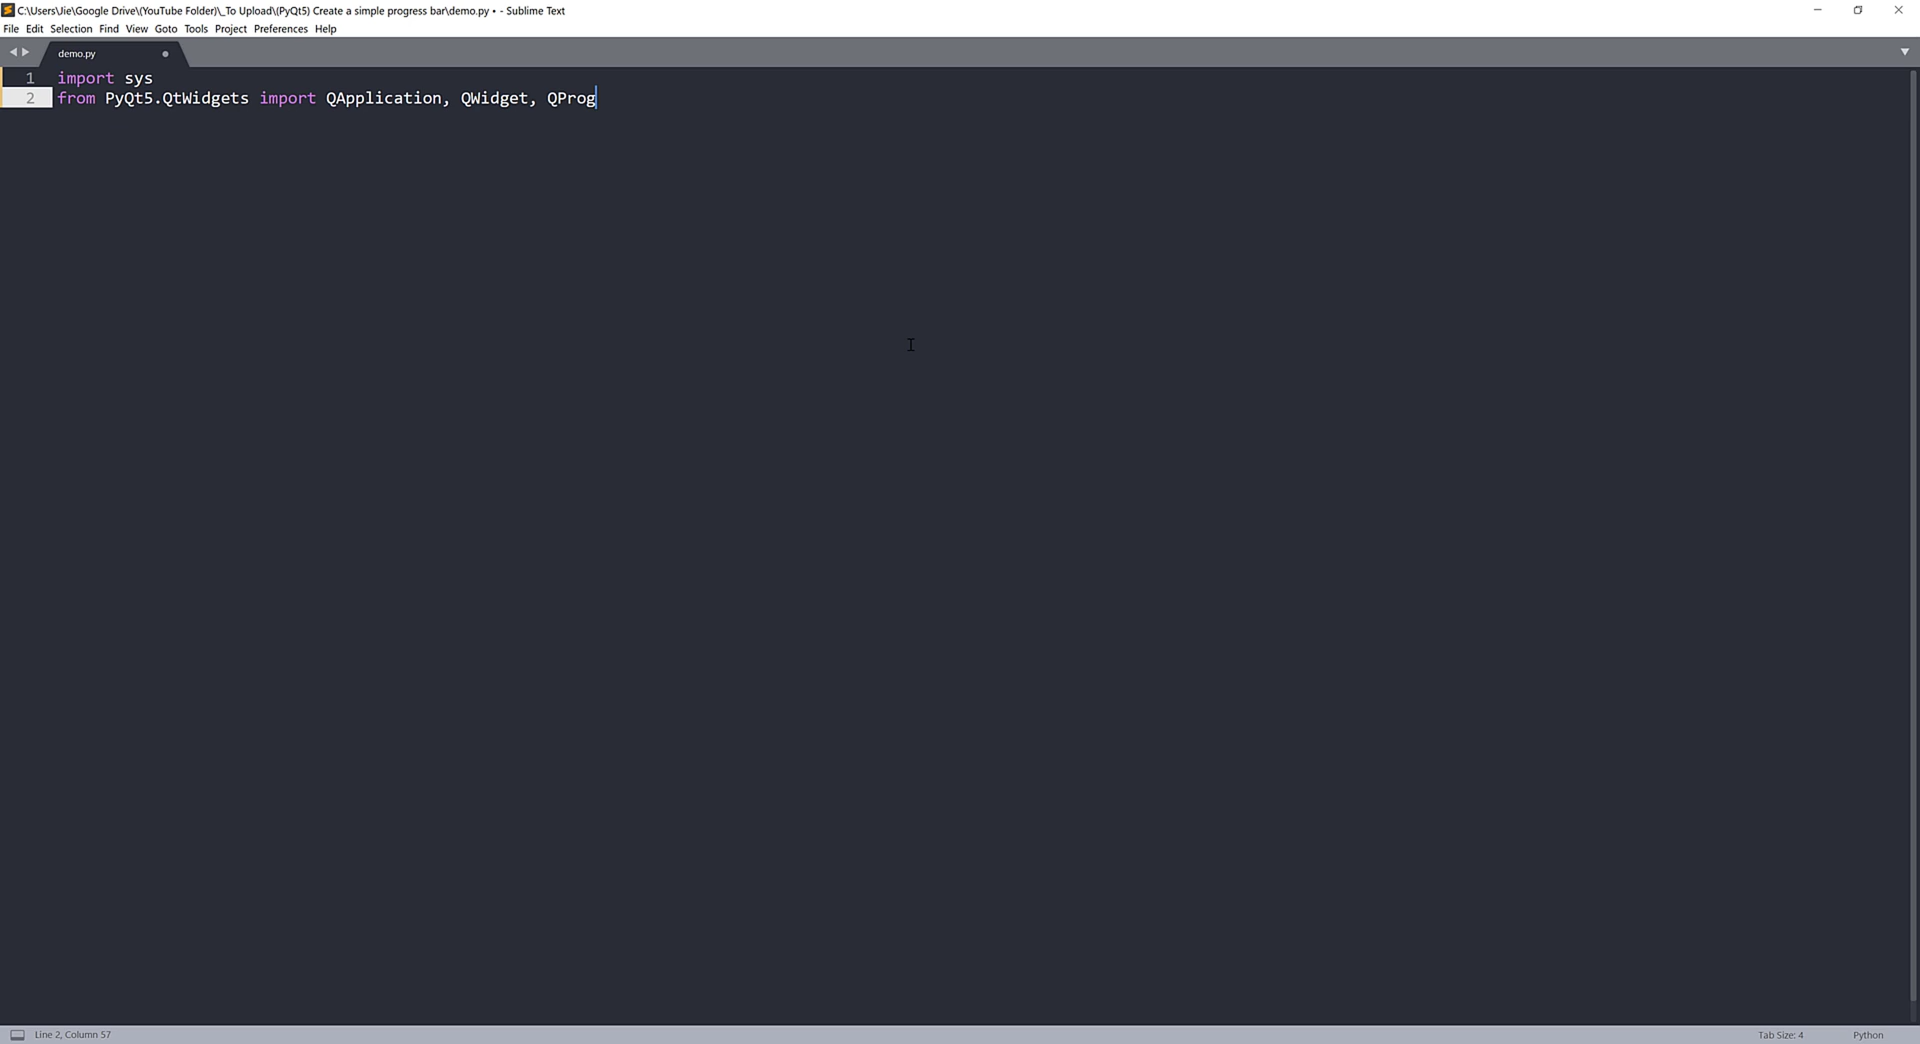 C:\Users\Jie\Google Drive\(YouTube Folder)\_To Upload\(PyQt5) Create a simple progress bar\demo.py • - Sublime Text
File Edit Selection Find View Goto Tools Project Preferences Help
demo.py
1 import sys
2 from PyQt5.QtWidgets import QApplication, QWidget, QProg
Line 2, Column 57
Tab Size: 4
Python